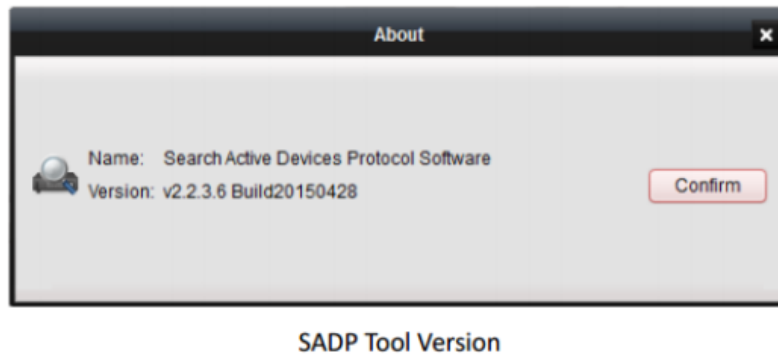 About
Name: Search Active Devices Protocol Software
Version: v2.2.3.6 Build20150428
Confirm
SADP Tool Version